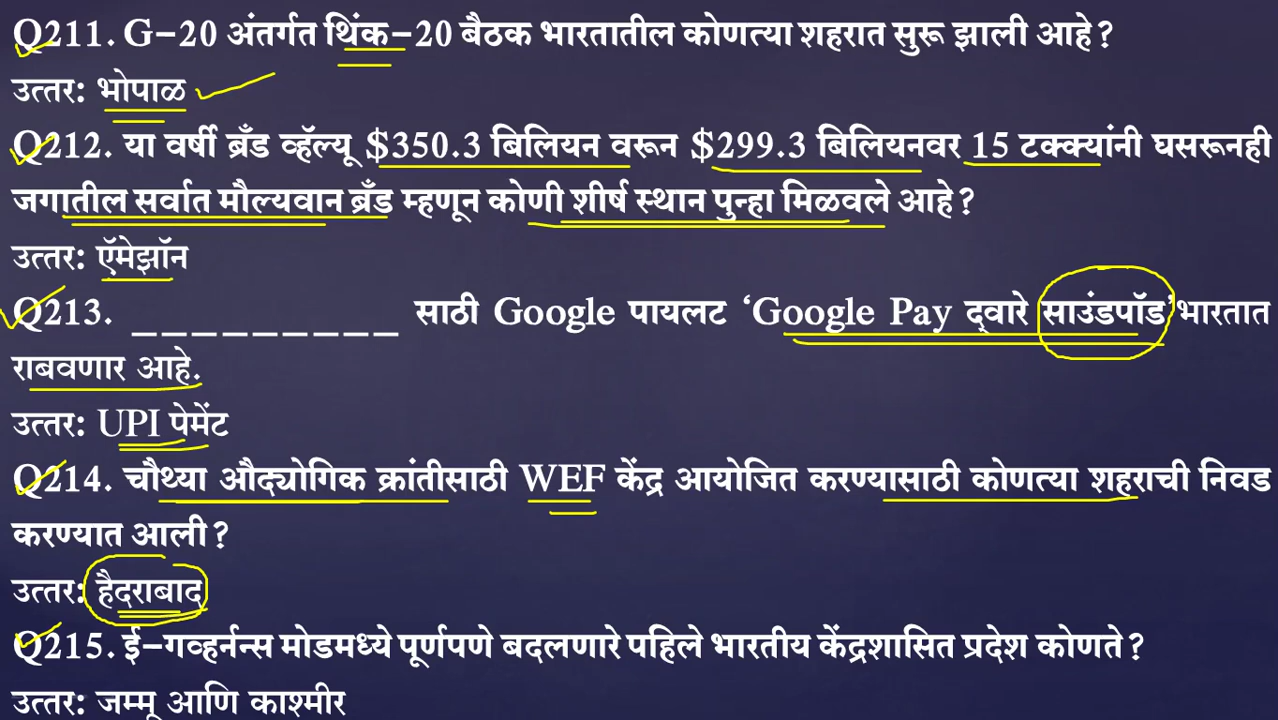 Q211. G-20 अंतर्गत थिंक-20 बैठक भारतातील कोणत्या शहरात सुरू झाली आहे?
उत्तर: भोपाळ
Q212. या वर्षी ब्रँड व्हॅल्यू $350.3 बिलियन वरून $299.3 बिलियनवर 15 टक्क्यांनी घसरूनही
जगातील सर्वात मौल्यवान ब्रँड म्हणून कोणी शीर्ष स्थान पुन्हा मिळवले आहे?
उत्तर: ऍमेझॉन
Q213. _ _ _ _ _ _ _ _ _ साठी Google पायलट ‘Google Pay द्वारे साउंडपॉड’ भारतात
राबवणार आहे.
उत्तर: UPI पेमेंट
Q214. चौथ्या औद्योगिक क्रांतीसाठी WEF केंद्र आयोजित करण्यासाठी कोणत्या शहराची निवड
करण्यात आली?
उत्तर: हैदराबाद
Q215. ई-गव्हर्नन्स मोडमध्ये पूर्णपणे बदलणारे पहिले भारतीय केंद्रशासित प्रदेश कोणते?
उत्तर: जम्मू आणि काश्मीर